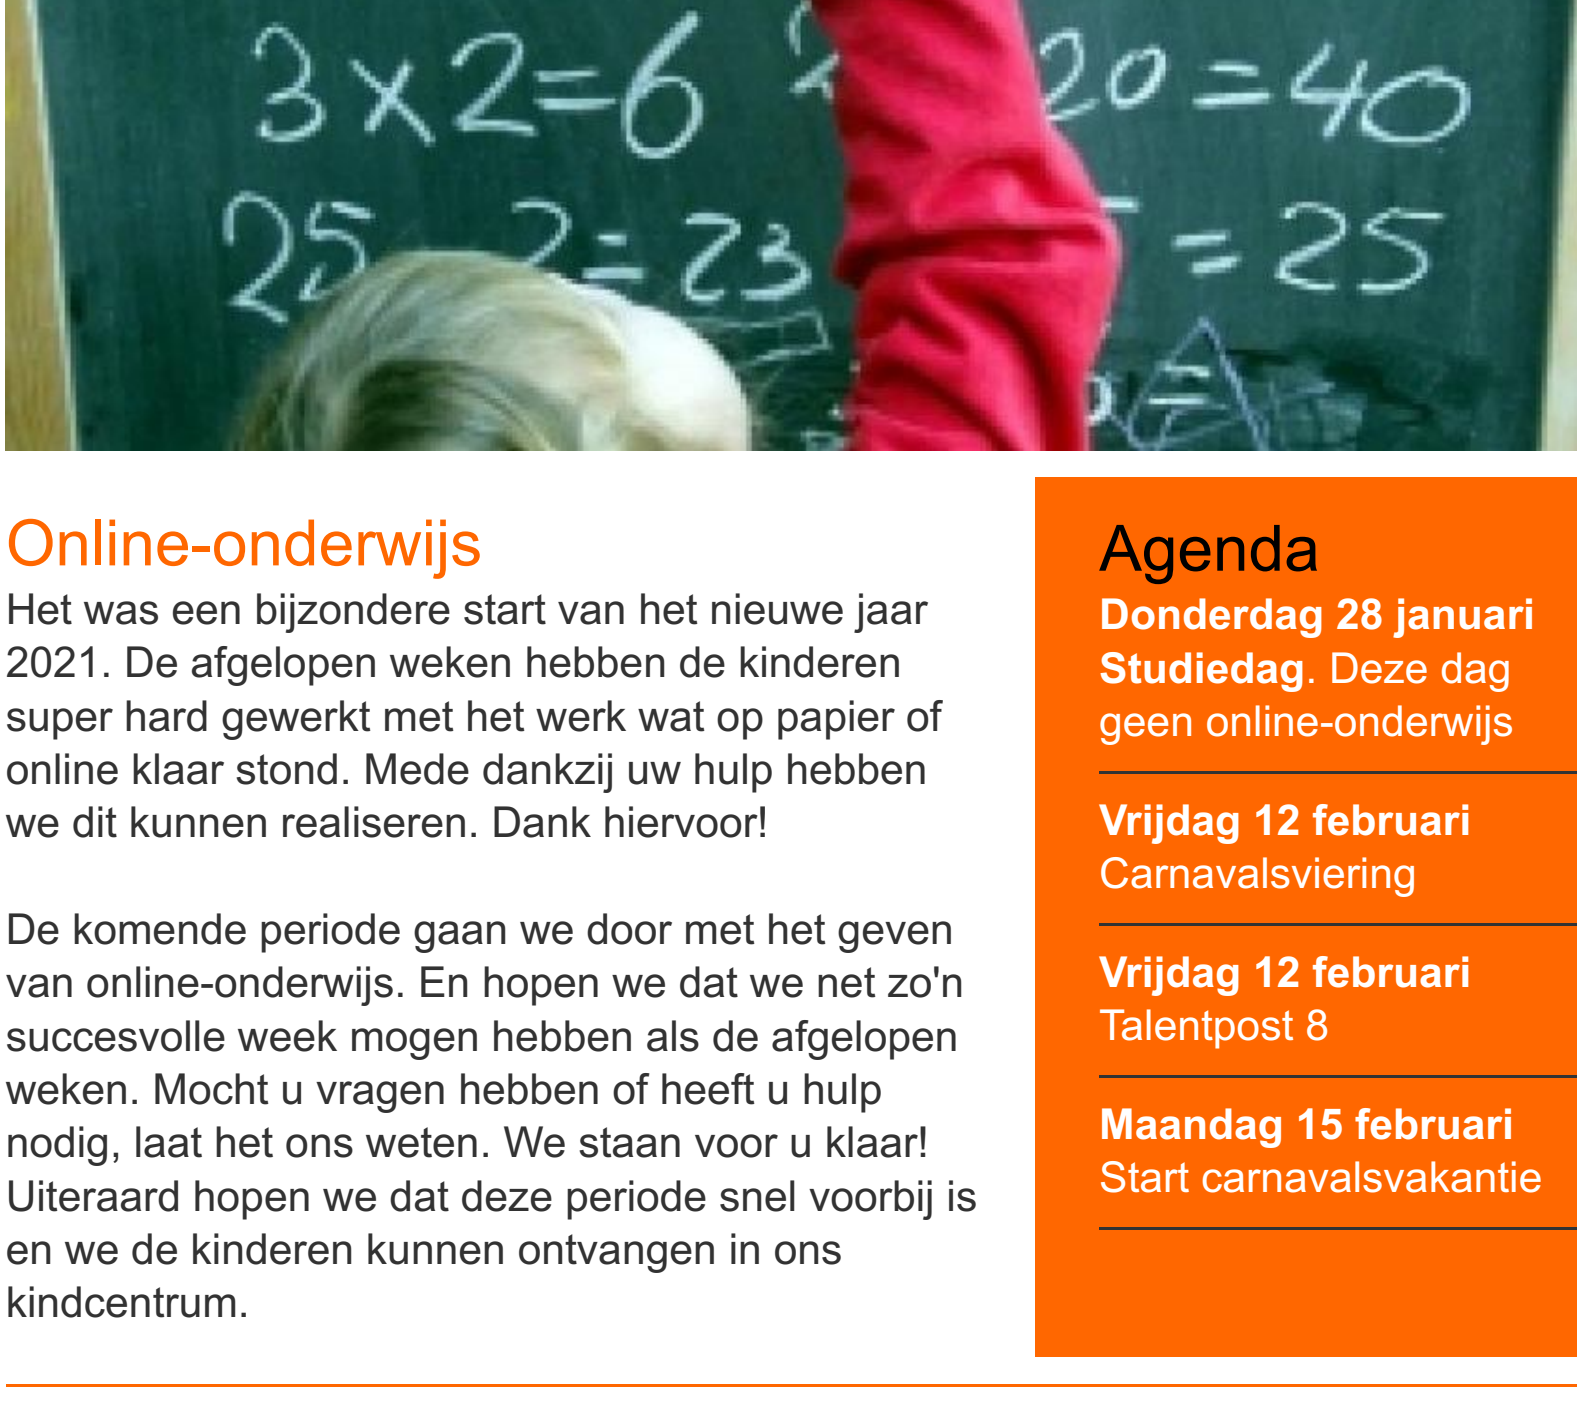 3 x 2 = 6 20 = 40
25 2 = 23 = 25
Online-onderwijs
Het was een bijzondere start van het nieuwe jaar
2021. De afgelopen weken hebben de kinderen
super hard gewerkt met het werk wat op papier of
online klaar stond. Mede dankzij uw hulp hebben
we dit kunnen realiseren. Dank hiervoor!
De komende periode gaan we door met het geven
van online-onderwijs. En hopen we dat we net zo'n
succesvolle week mogen hebben als de afgelopen
weken. Mocht u vragen hebben of heeft u hulp
nodig, laat het ons weten. We staan voor u klaar!
Uiteraard hopen we dat deze periode snel voorbij is
en we de kinderen kunnen ontvangen in ons
kindcentrum.
Agenda
Donderdag 28 januari
Studiedag. Deze dag
geen online-onderwijs
Vrijdag 12 februari
Carnavalsviering
Vrijdag 12 februari
Talentpost 8
Maandag 15 februari
Start carnavalsvakantie